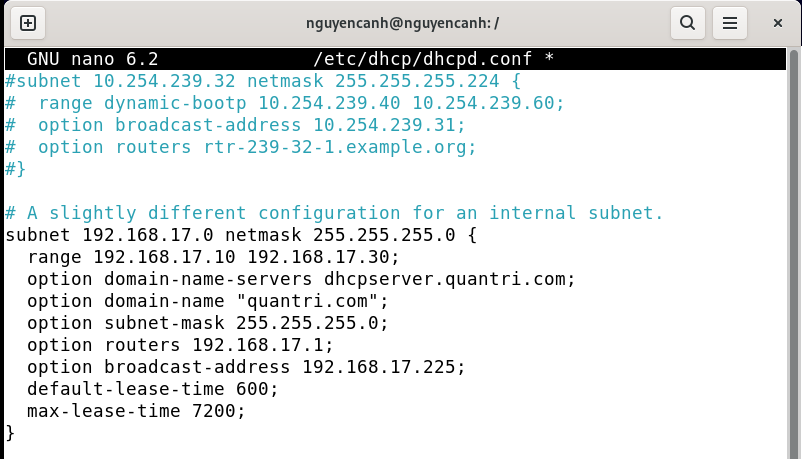 nguyencanh@nguyencanh: /
GNU nano 6.2 /etc/dhcp/dhcpd.conf *
#subnet 10.254.239.32 netmask 255.255.255.224 {
#  range dynamic-bootp 10.254.239.40 10.254.239.60;
#  option broadcast-address 10.254.239.31;
#  option routers rtr-239-32-1.example.org;
#}
# A slightly different configuration for an internal subnet.
subnet 192.168.17.0 netmask 255.255.255.0 {
  range 192.168.17.10 192.168.17.30;
  option domain-name-servers dhcpserver.quantri.com;
  option domain-name "quantri.com";
  option subnet-mask 255.255.255.0;
  option routers 192.168.17.1;
  option broadcast-address 192.168.17.225;
  default-lease-time 600;
  max-lease-time 7200;
}